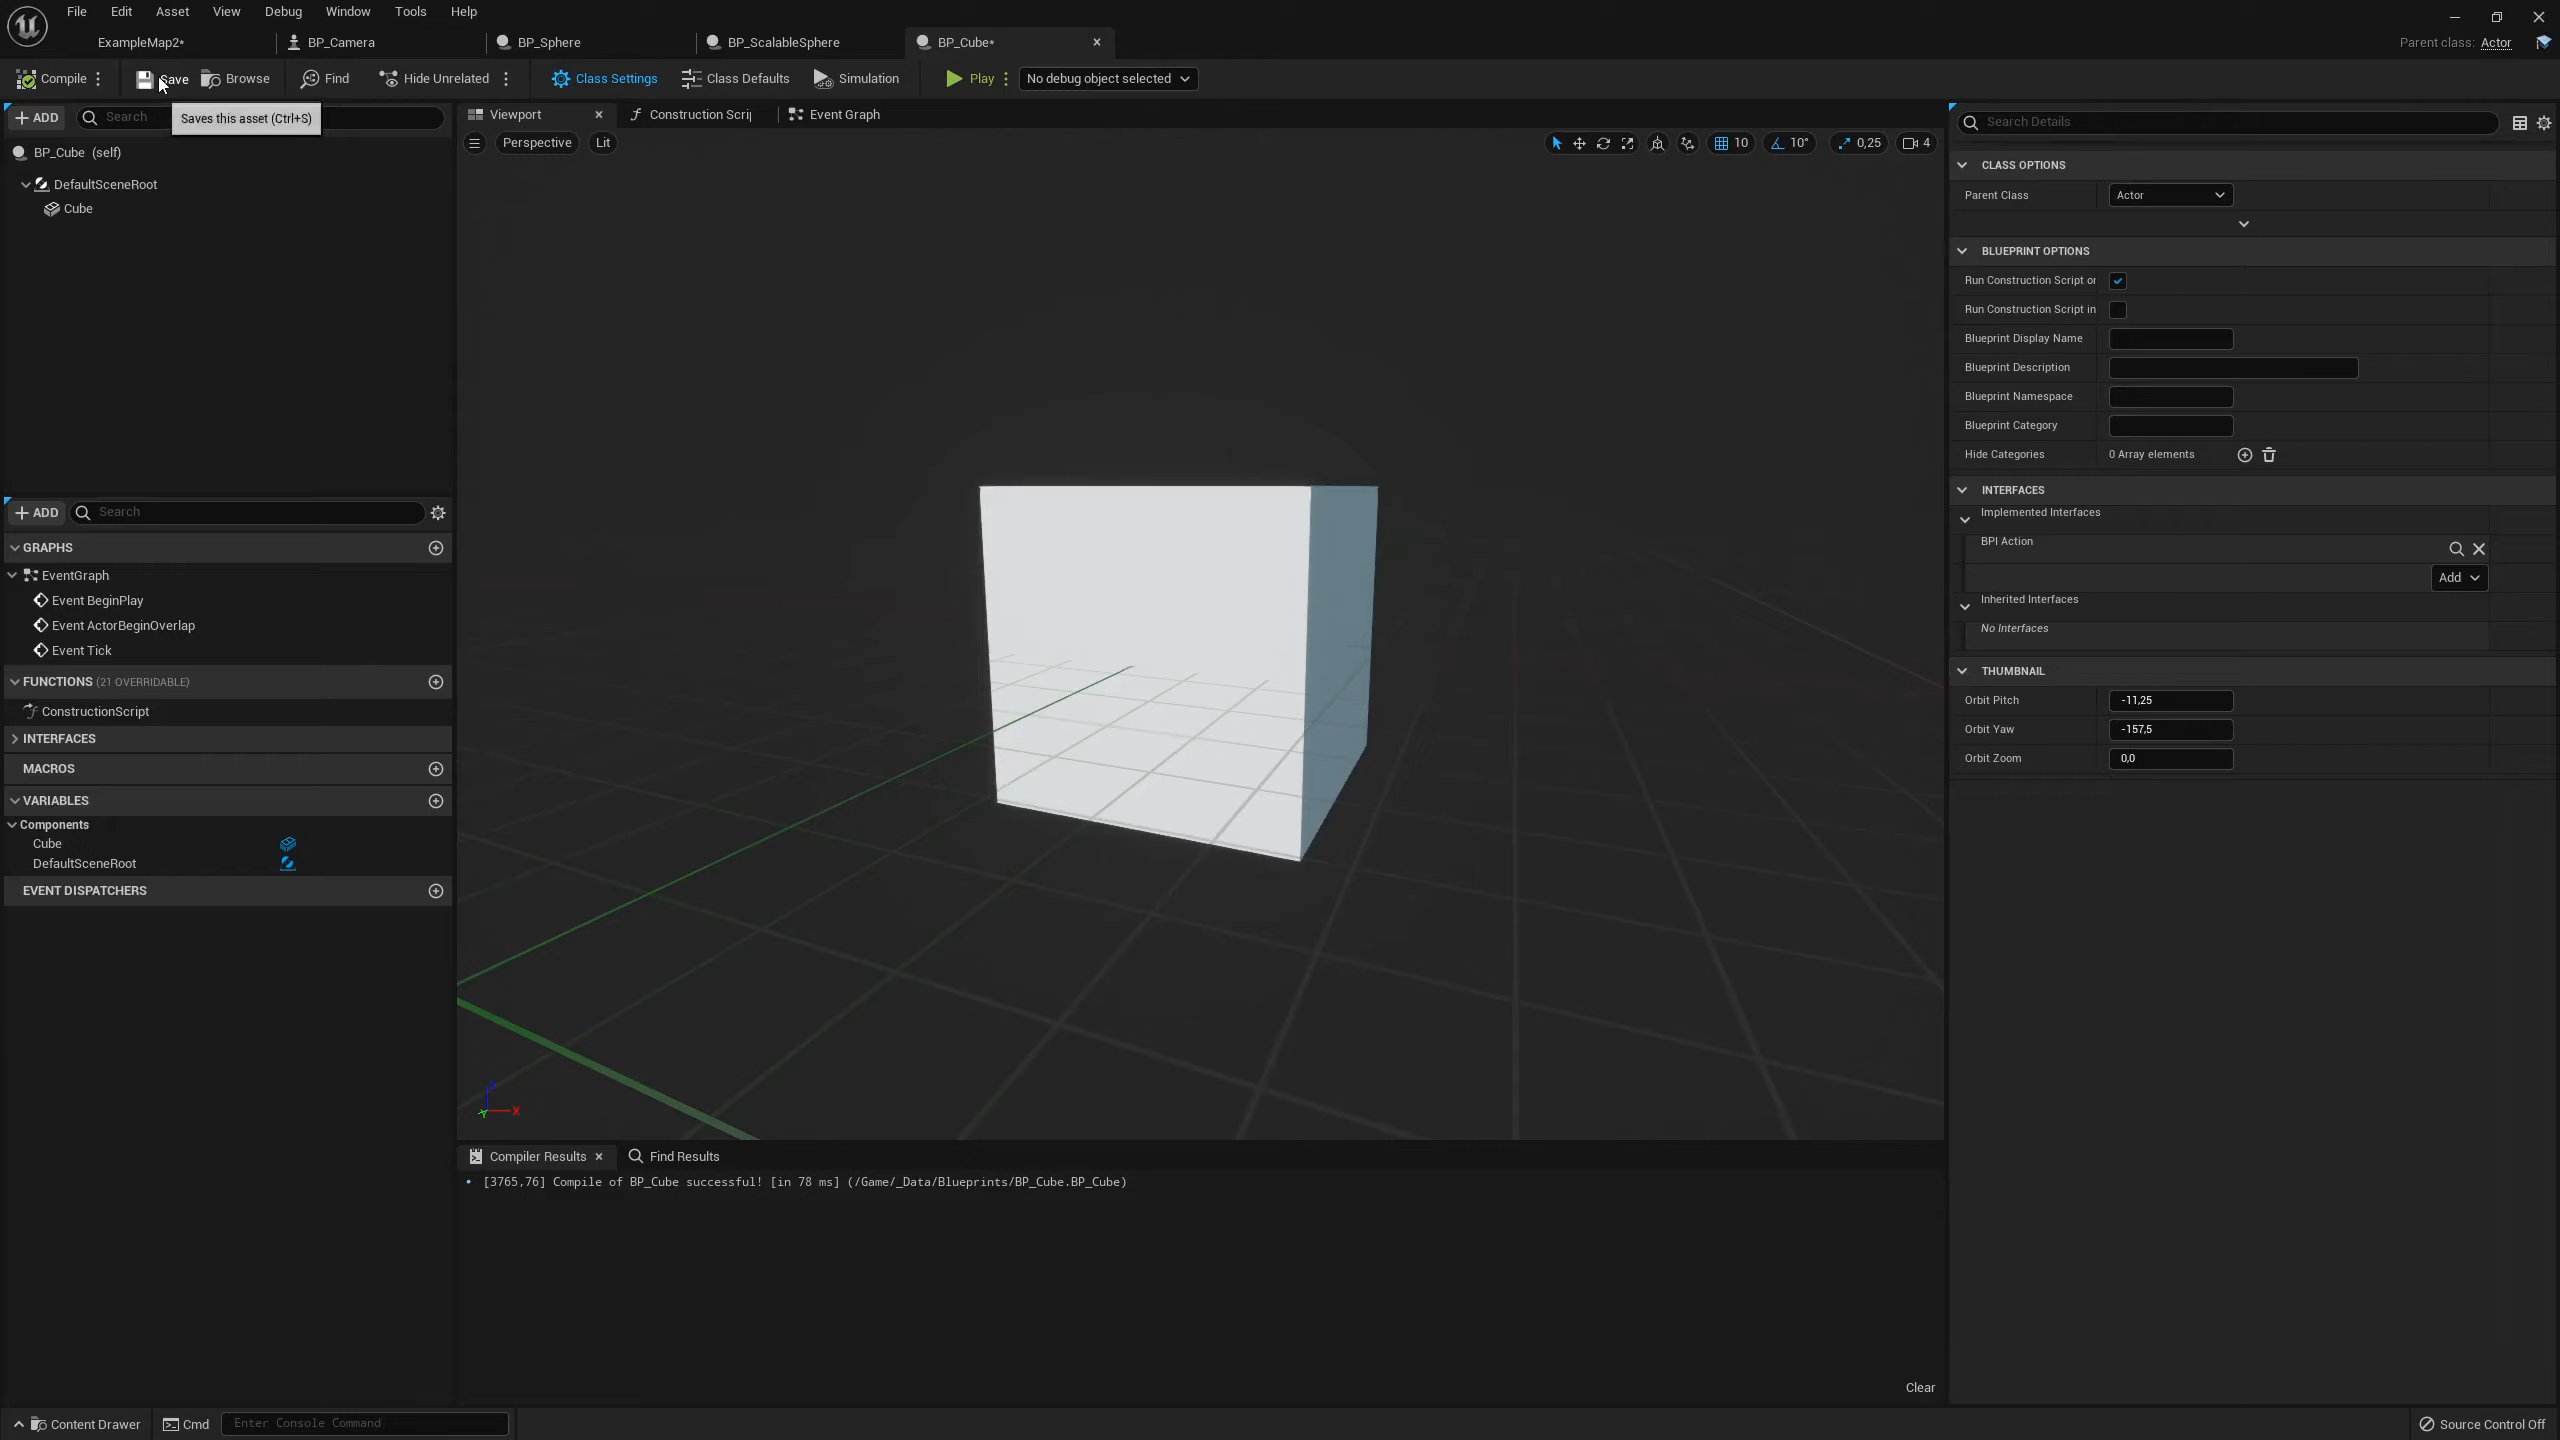 File Edit Asset View Debug Window Tools Help
ExampleMap2* BP_Camera BP_Sphere BP_ScalableSphere BP_Cube*
Parent class: Actor
Compile Save Browse Find Hide Unrelated Class Settings Class Defaults Simulation Play No debug object selected
ADD Search
Saves this asset (Ctrl+S)
BP_Cube (self)
DefaultSceneRoot
Cube
ADD Search
GRAPHS
EventGraph
Event BeginPlay
Event ActorBeginOverlap
Event Tick
FUNCTIONS (21 OVERRIDABLE)
ConstructionScript
INTERFACES
MACROS
VARIABLES
Components
Cube
DefaultSceneRoot
EVENT DISPATCHERS
Viewport Construction Scrip Event Graph
Perspective Lit
10 10° 0,25 4
X
Compiler Results Find Results
• [3765,76] Compile of BP_Cube successful! [in 78 ms] (/Game/_Data/Blueprints/BP_Cube.BP_Cube)
Clear
Search Details
CLASS OPTIONS
Parent Class Actor
BLUEPRINT OPTIONS
Run Construction Script or
Run Construction Script in
Blueprint Display Name
Blueprint Description
Blueprint Namespace
Blueprint Category
Hide Categories 0 Array elements
INTERFACES
Implemented Interfaces
BPI Action
Add
Inherited Interfaces
No Interfaces
THUMBNAIL
Orbit Pitch -11,25
Orbit Yaw -157,5
Orbit Zoom 0,0
Content Drawer Cmd Enter Console Command
Source Control Off